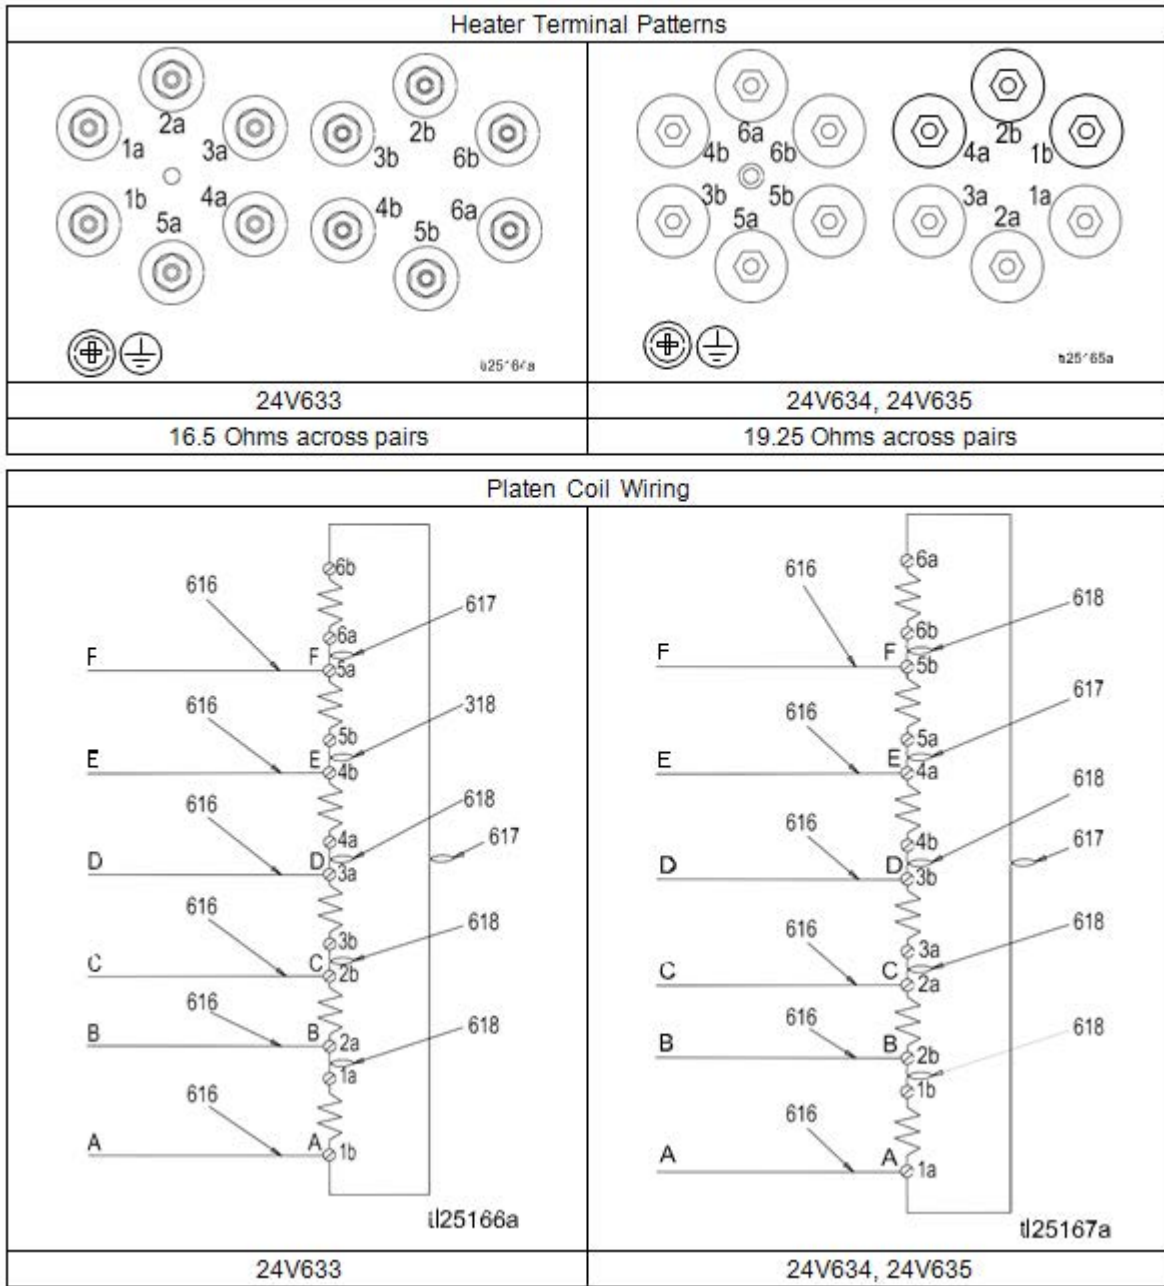 Heater Terminal Patterns
2a
2b
1a 3a
3b 6b
1b 4a
4b 6a
5a
5b
6a
2b
4b 6b
4a 1b
3b 5b
3a 1a
5a
2a
24V633
24V634, 24V635
16.5 Ohms across pairs
19.25 Ohms across pairs
Platen Coil Wiring
6b
616
617
6a
F F
5a
616
318
5b
E E
4b
616
618
4a
617
D D
3a
616
618
3b
C C
2b
616
618
B B
2a
1a
616
A A
1b
25166a
6a
616
618
6b
F F
5b
616
617
5a
E E
4a
616
618
4b
617
D D
3b
616
618
3a
C C
2a
616
618
B B
2b
1b
616
A A
1a
25167a
24V633
24V634, 24V635